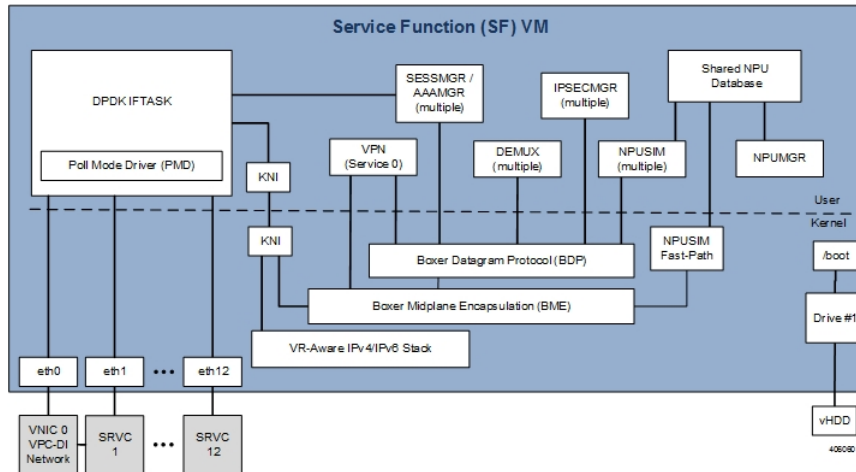 Service Function (SF) VM
DPDK IFTASK
Poll Mode Driver (PMD)
SESSMGR /
AAAMGR
(multiple)
IPSECMGR
(multiple)
Shared NPU
Database
KNI
VPN
(Service 0)
DEMUX
(multiple)
NPUSIM
(multiple)
NPUMGR
User
Kernel
KNI
Boxer Datagram Protocol (BDP)
NPUSIM
Fast-Path
/boot
Boxer Midplane Encapsulation (BME)
Drive #1
VR-Aware IPv4/IPv6 Stack
eth0
eth1
•••
eth12
VNIC 0
VPC-DI
Network
SRVC
1
•••
SRVC
12
vHDD
406060